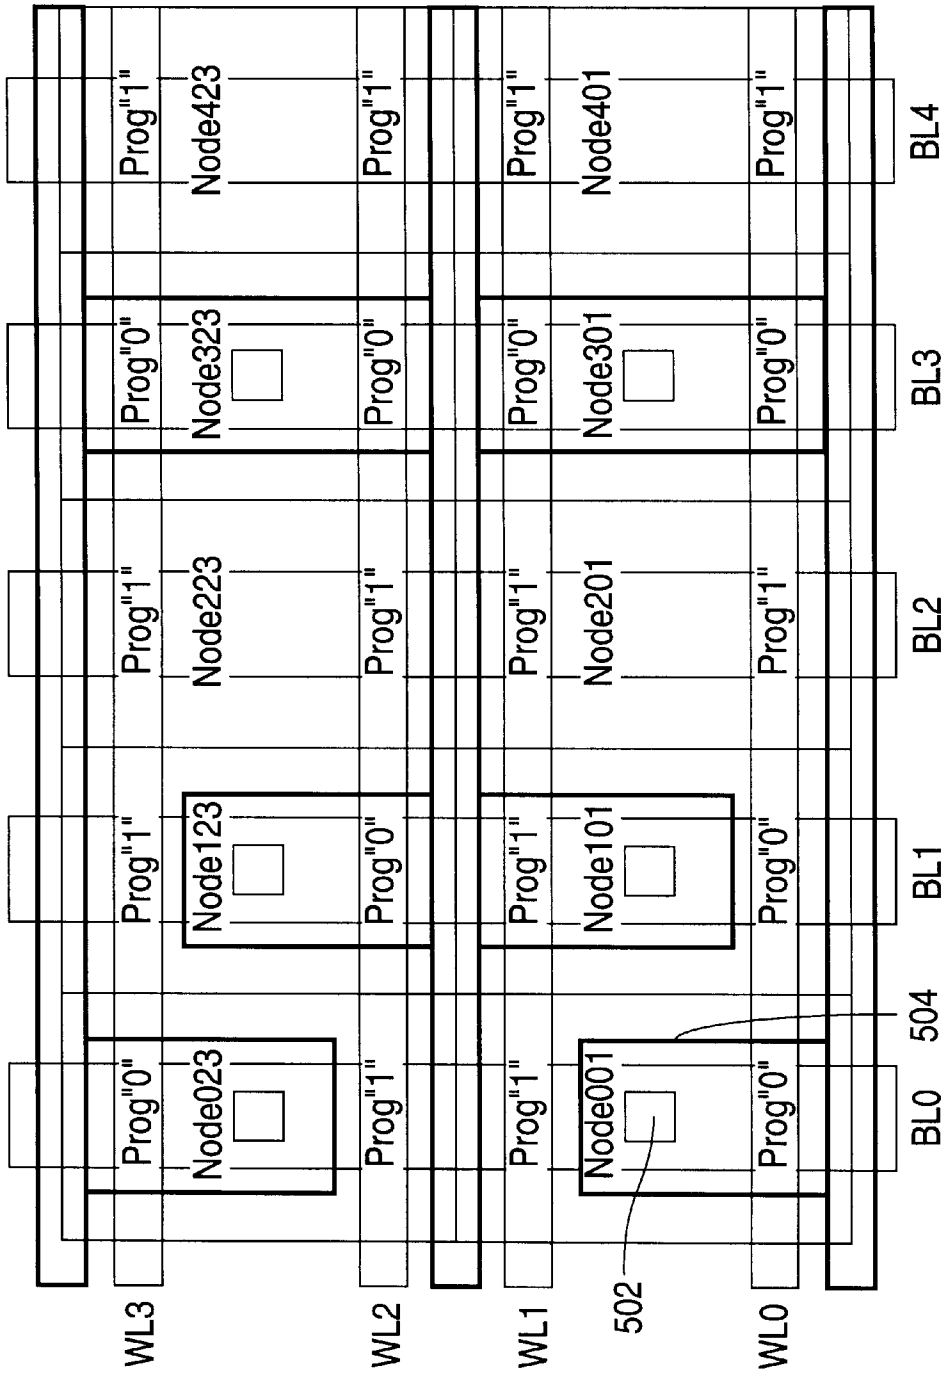 WL3 Prog"0" Prog"1" Prog"1" Prog"0" Prog"1"
Node023 Node123 Node223 Node323 Node423
WL2 Prog"1" Prog"0" Prog"1" Prog"0" Prog"1"
WL1 Prog"1" Prog"1" Prog"1" Prog"0" Prog"1"
Node001 Node101 Node201 Node301 Node401
502
WL0 Prog"0" Prog"0" Prog"1" Prog"0" Prog"1"
BL0 504 BL1 BL2 BL3 BL4